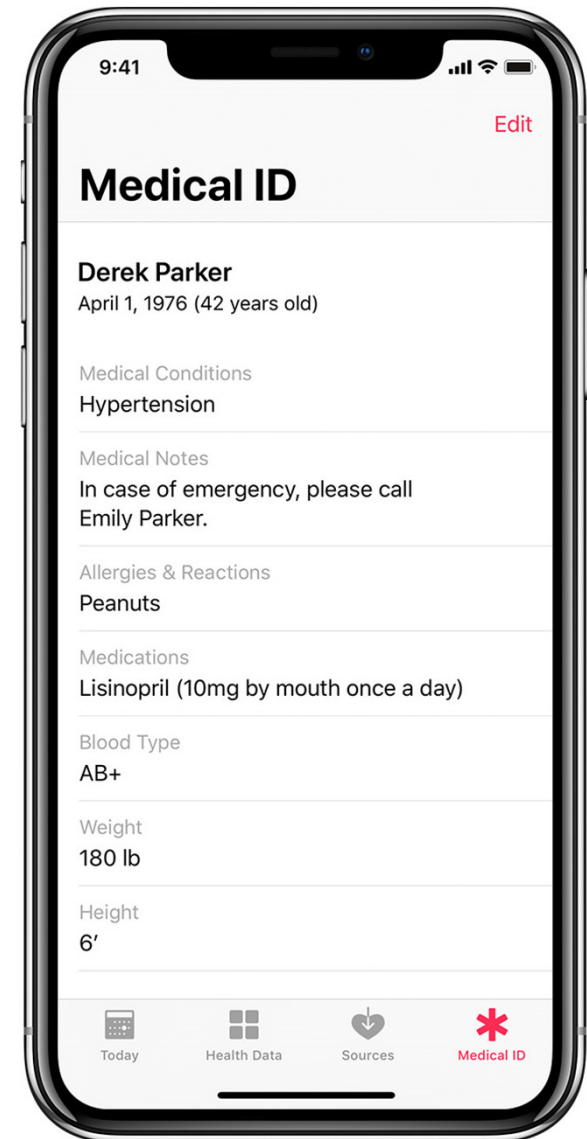 9:41
Edit
Medical ID
Derek Parker
April 1, 1976 (42 years old)
Medical Conditions
Hypertension
Medical Notes
In case of emergency, please call
Emily Parker.
Allergies & Reactions
Peanuts
Medications
Lisinopril (10mg by mouth once a day)
Blood Type
AB+
Weight
180 lb
Height
6′
Today Health Data Sources Medical ID